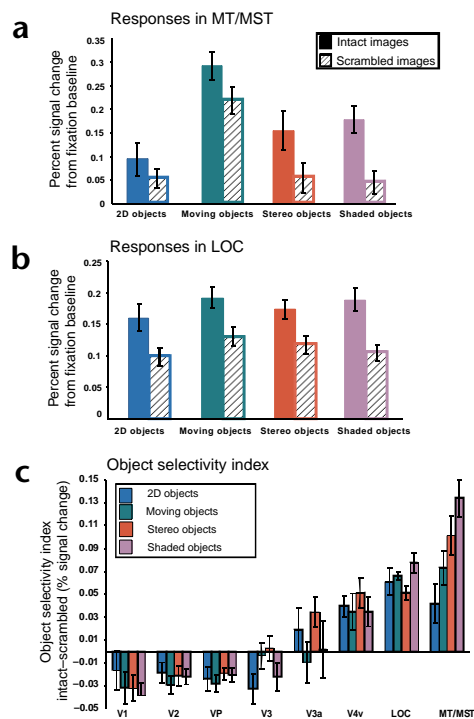 a
Responses in MT/MST
Intact images
Scrambled images
Percent signal change
from fixation baseline
0.35
0.3
0.25
0.2
0.15
0.1
0.05
0
2D objects Moving objects Stereo objects Shaded objects
b
Responses in LOC
Percent signal change
from fixation baseline
0.25
0.2
0.15
0.1
0.05
0
2D objects Moving objects Stereo objects Shaded objects
c
Object selectivity index
2D objects
Moving objects
Stereo objects
Shaded objects
Object selectivity index
intact–scrambled (% signal change)
0.15
0.13
0.11
0.09
0.07
0.05
0.03
0.01
−0.01
−0.03
−0.05
V1 V2 VP V3 V3a V4v LOC MT/MST